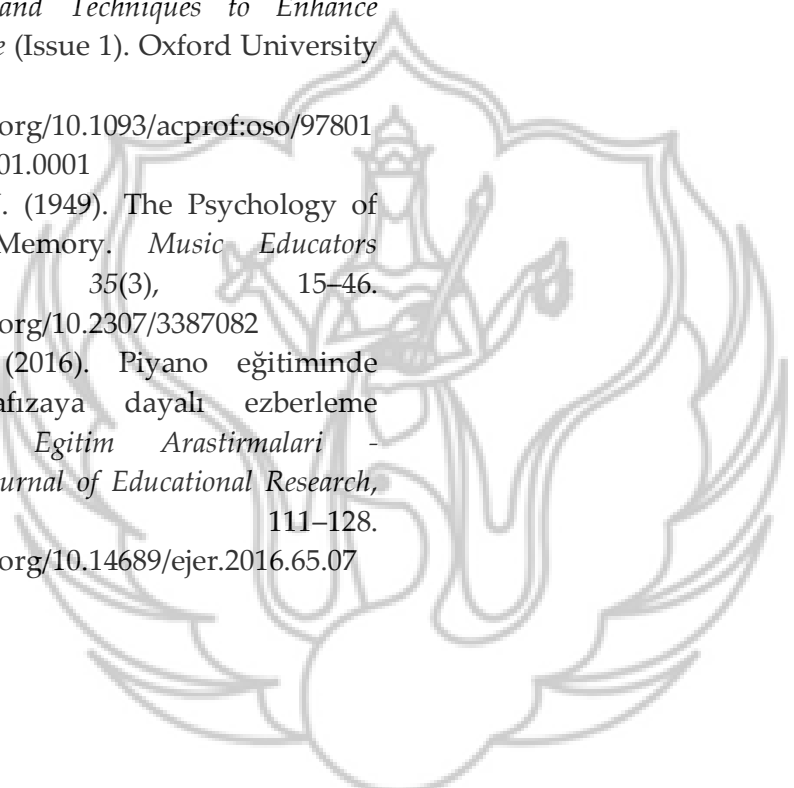 and Techniques to Enhance
(Issue 1). Oxford University
org/10.1093/acprof:oso/97801
01.0001
(1949). The Psychology of
Memory. Music Educators
35(3), 15–46.
org/10.2307/3387082
(2016). Piyano eğitiminde
dayalı ezberleme
Egitim Arastirmalari -
Journal of Educational Research,
111–128.
org/10.14689/ejer.2016.65.07